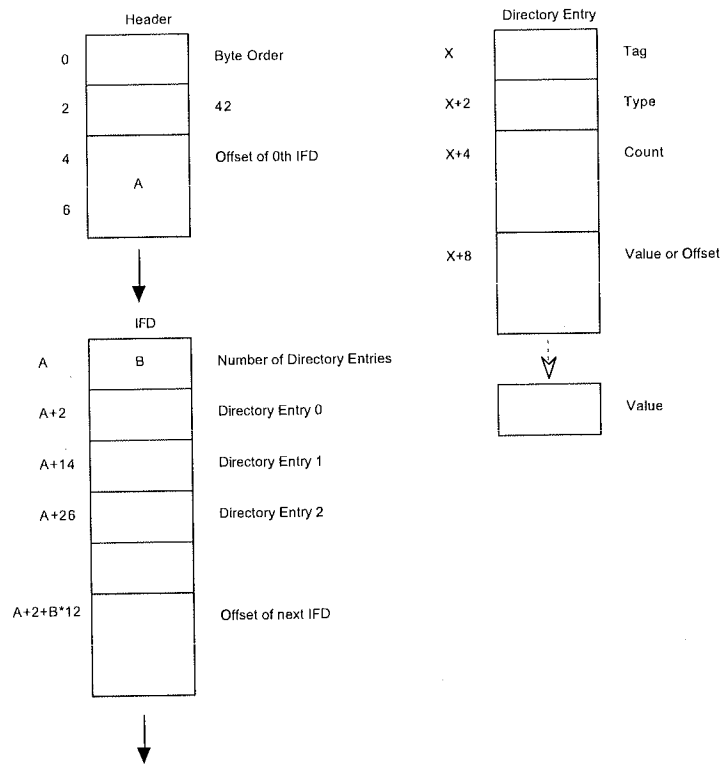 Header
0 Byte Order
2 42
4 Offset of 0th IFD
A
6
IFD
A B Number of Directory Entries
A+2 Directory Entry 0
A+14 Directory Entry 1
A+26 Directory Entry 2
A+2+B*12 Offset of next IFD
Directory Entry
X Tag
X+2 Type
X+4 Count
X+8 Value or Offset
Value